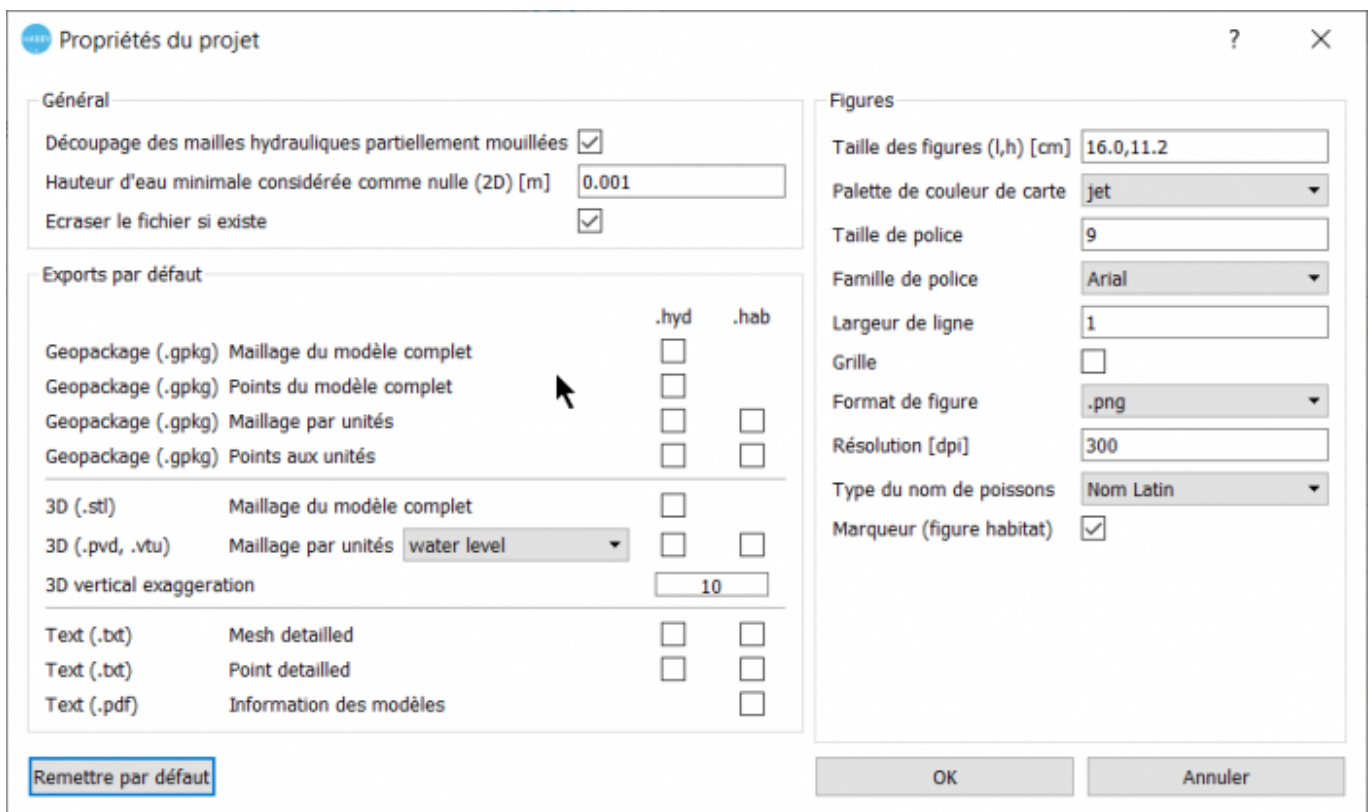 HABBY
Propriétés du projet
?
Général
Découpage des mailles hydrauliques partiellement mouillées
Hauteur d'eau minimale considérée comme nulle (2D) [m] 0.001
Ecraser le fichier si existe
Exports par défaut
.hyd .hab
Geopackage (.gpkg) Maillage du modèle complet
Geopackage (.gpkg) Points du modèle complet
Geopackage (.gpkg) Maillage par unités
Geopackage (.gpkg) Points aux unités
3D (.stl) Maillage du modèle complet
3D (.pvd, .vtu) Maillage par unités water level
3D vertical exaggeration 10
Text (.txt) Mesh detailled
Text (.txt) Point detailled
Text (.pdf) Information des modèles
Remettre par défaut
Figures
Taille des figures (l,h) [cm] 16.0,11.2
Palette de couleur de carte jet
Taille de police 9
Famille de police Arial
Largeur de ligne 1
Grille
Format de figure .png
Résolution [dpi] 300
Type du nom de poissons Nom Latin
Marqueur (figure habitat)
OK Annuler